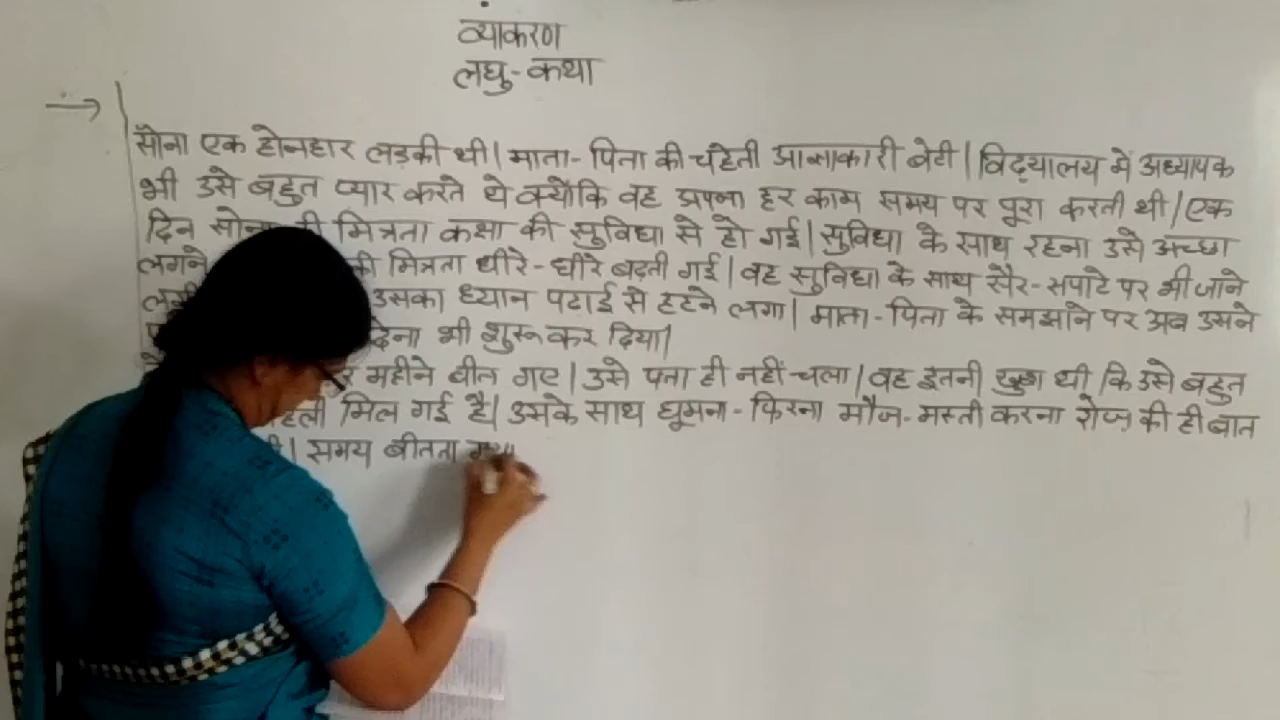 व्याकरण
लघु-कथा
सोना एक होनहार लड़की थी। माता-पिता की चहेती आज्ञाकारी बेटी। विद्यालय में अध्यापक
भी उसे बहुत प्यार करते थे क्योंकि वह अपना हर काम समय पर पूरा करती थी। एक
दिन मित्रता कक्षा की सुविधा से हो गई। सुविधा के साथ रहना उसे अच्छा
लगने की मित्रता धीरे-धीरे बढ़ती गई। वह सुविधा के साथ सैर-सपाटे पर भी जाने
उसका ध्यान पढ़ाई से हटने लगा। माता-पिता के समझाने पर अब उसने
देना भी शुरू कर दिया।
महीने बीत गए। उसे पता ही नहीं चला। वह इतनी खुश थी कि उसे बहुत
मिल गई है। उसके साथ घूमना-फिरना मौज-मस्ती करना रोज़ की ही बात
समय बीतता गया